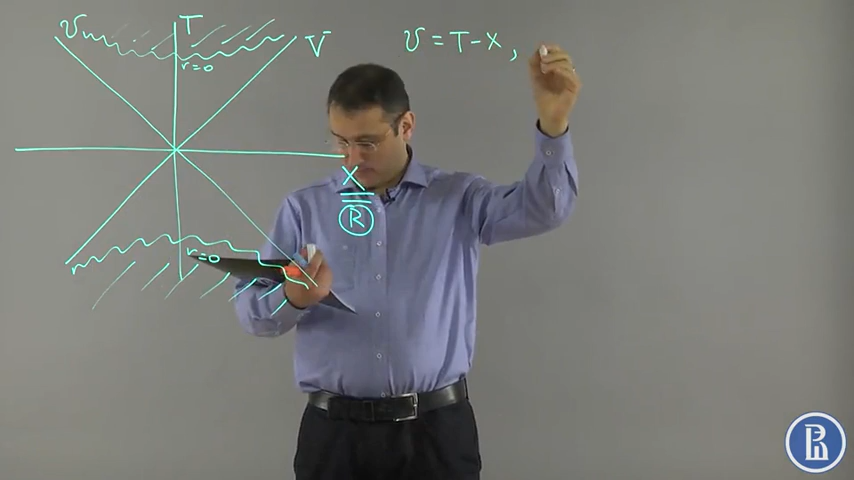 U
T
V
U = T - X ,
r=0
X
R
r=0